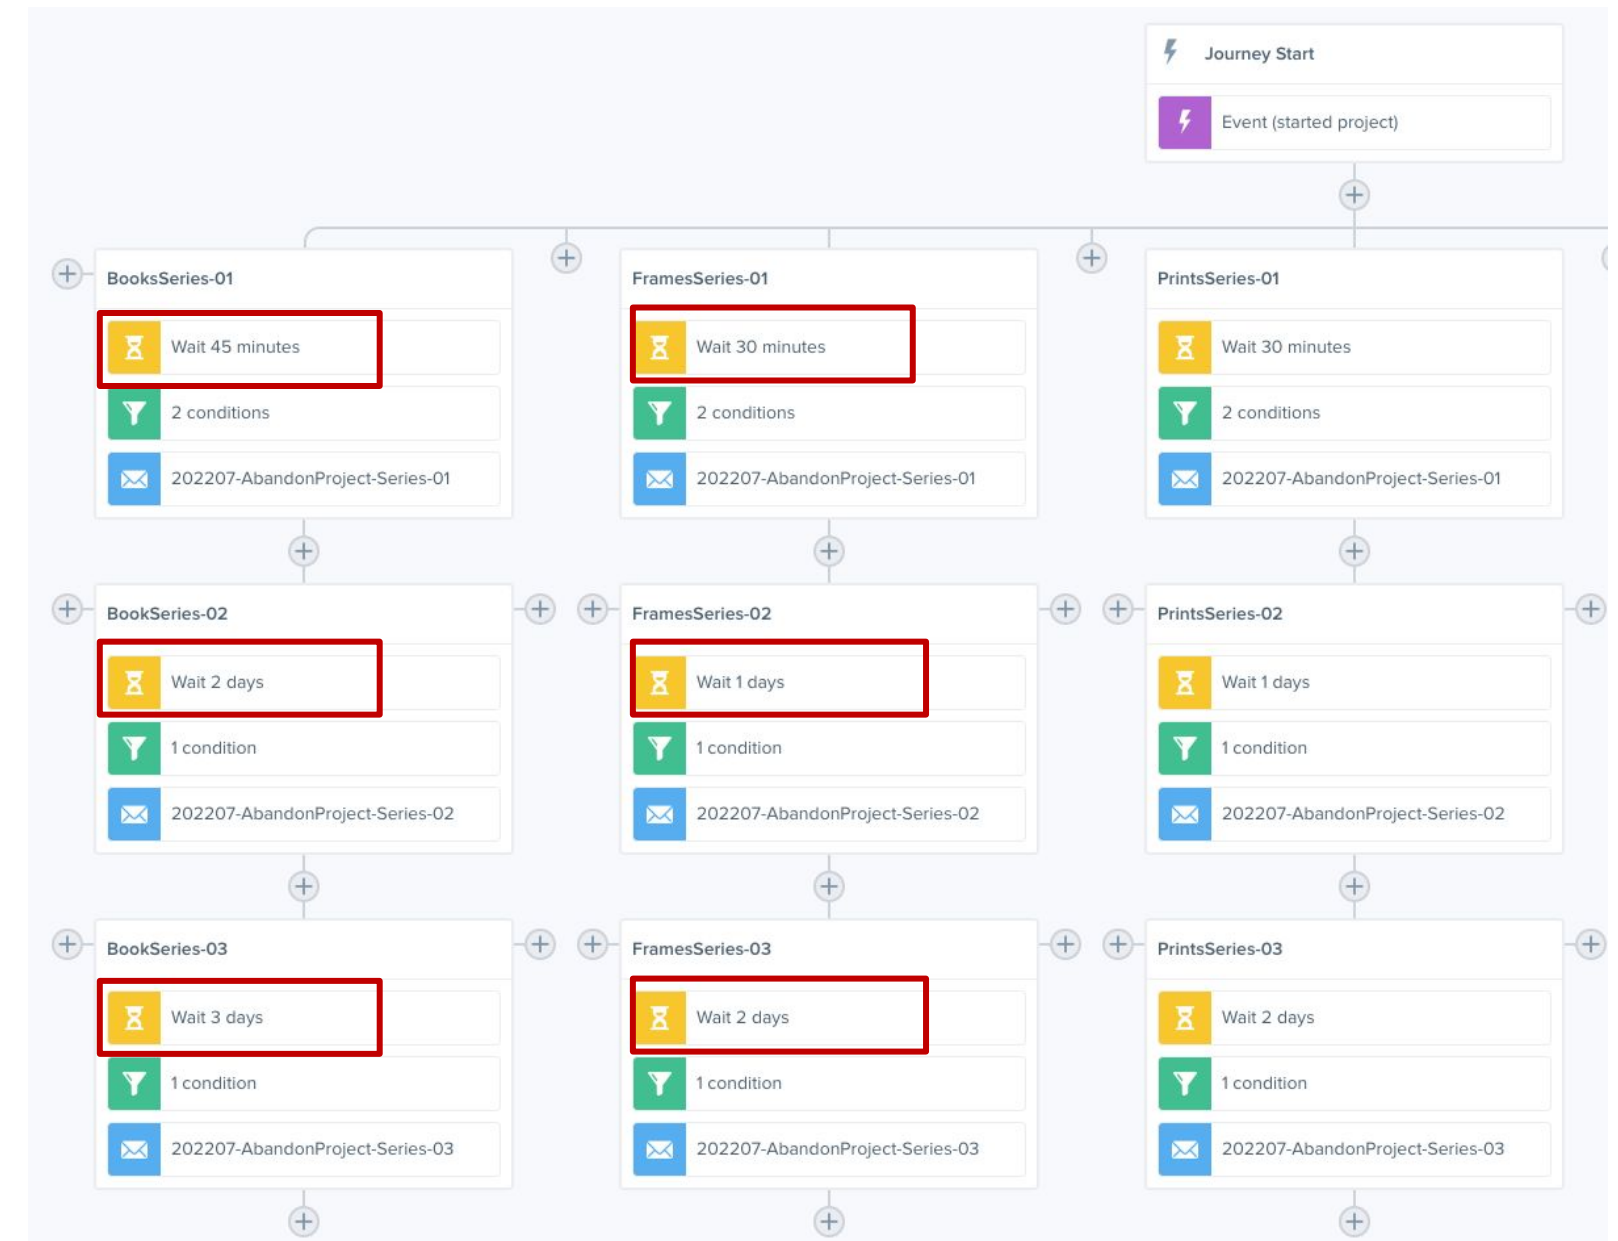 Journey Start
Event (started project)
BooksSeries-01
Wait 45 minutes
2 conditions
202207-AbandonProject-Series-01
FramesSeries-01
Wait 30 minutes
2 conditions
202207-AbandonProject-Series-01
PrintsSeries-01
Wait 30 minutes
2 conditions
202207-AbandonProject-Series-01
BookSeries-02
Wait 2 days
1 condition
202207-AbandonProject-Series-02
FramesSeries-02
Wait 1 days
1 condition
202207-AbandonProject-Series-02
PrintsSeries-02
Wait 1 days
1 condition
202207-AbandonProject-Series-02
BookSeries-03
Wait 3 days
1 condition
202207-AbandonProject-Series-03
FramesSeries-03
Wait 2 days
1 condition
202207-AbandonProject-Series-03
PrintsSeries-03
Wait 2 days
1 condition
202207-AbandonProject-Series-03